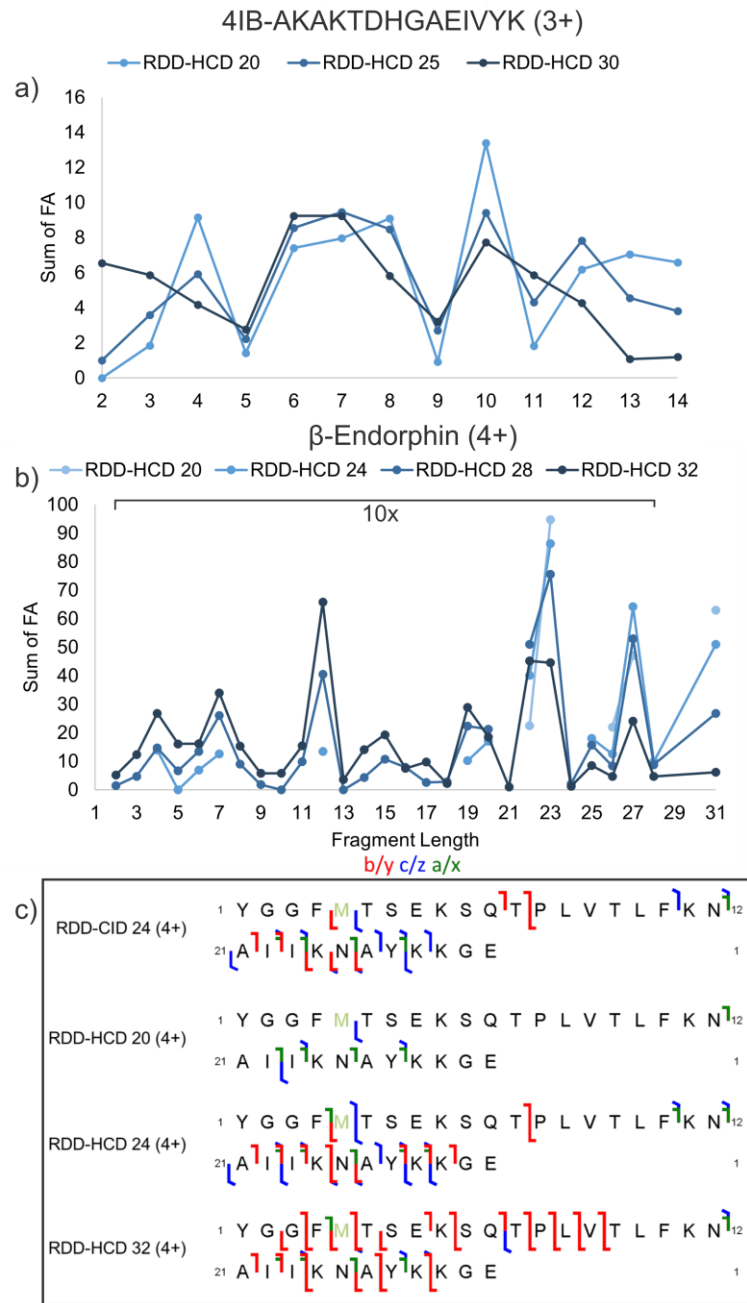 4IB-AKAKTDHGAEIVYK (3+)
RDD-HCD 20 RDD-HCD 25 RDD-HCD 30
a)
16
14
12
10
8
6
4
2
0
Sum of FA
2 3 4 5 6 7 8 9 10 11 12 13 14
β-Endorphin (4+)
RDD-HCD 20 RDD-HCD 24 RDD-HCD 28 RDD-HCD 32
b)
10x
100
90
80
70
60
50
40
30
20
10
0
Sum of FA
1 3 5 7 9 11 13 15 17 19 21 23 25 27 29 31
Fragment Length
b/y c/z a/x
c)
RDD-CID 24 (4+)
1 Y G G F M T S E K S Q T P L V T L F K N 12
21 A I I K N A Y K K G E 1
RDD-HCD 20 (4+)
1 Y G G F M T S E K S Q T P L V T L F K N 12
21 A I I K N A Y K K G E 1
RDD-HCD 24 (4+)
1 Y G G F M T S E K S Q T P L V T L F K N 12
21 A I I K N A Y K K G E 1
RDD-HCD 32 (4+)
1 Y G G F M T S E K S Q T P L V T L F K N 12
21 A I I K N A Y K K G E 1